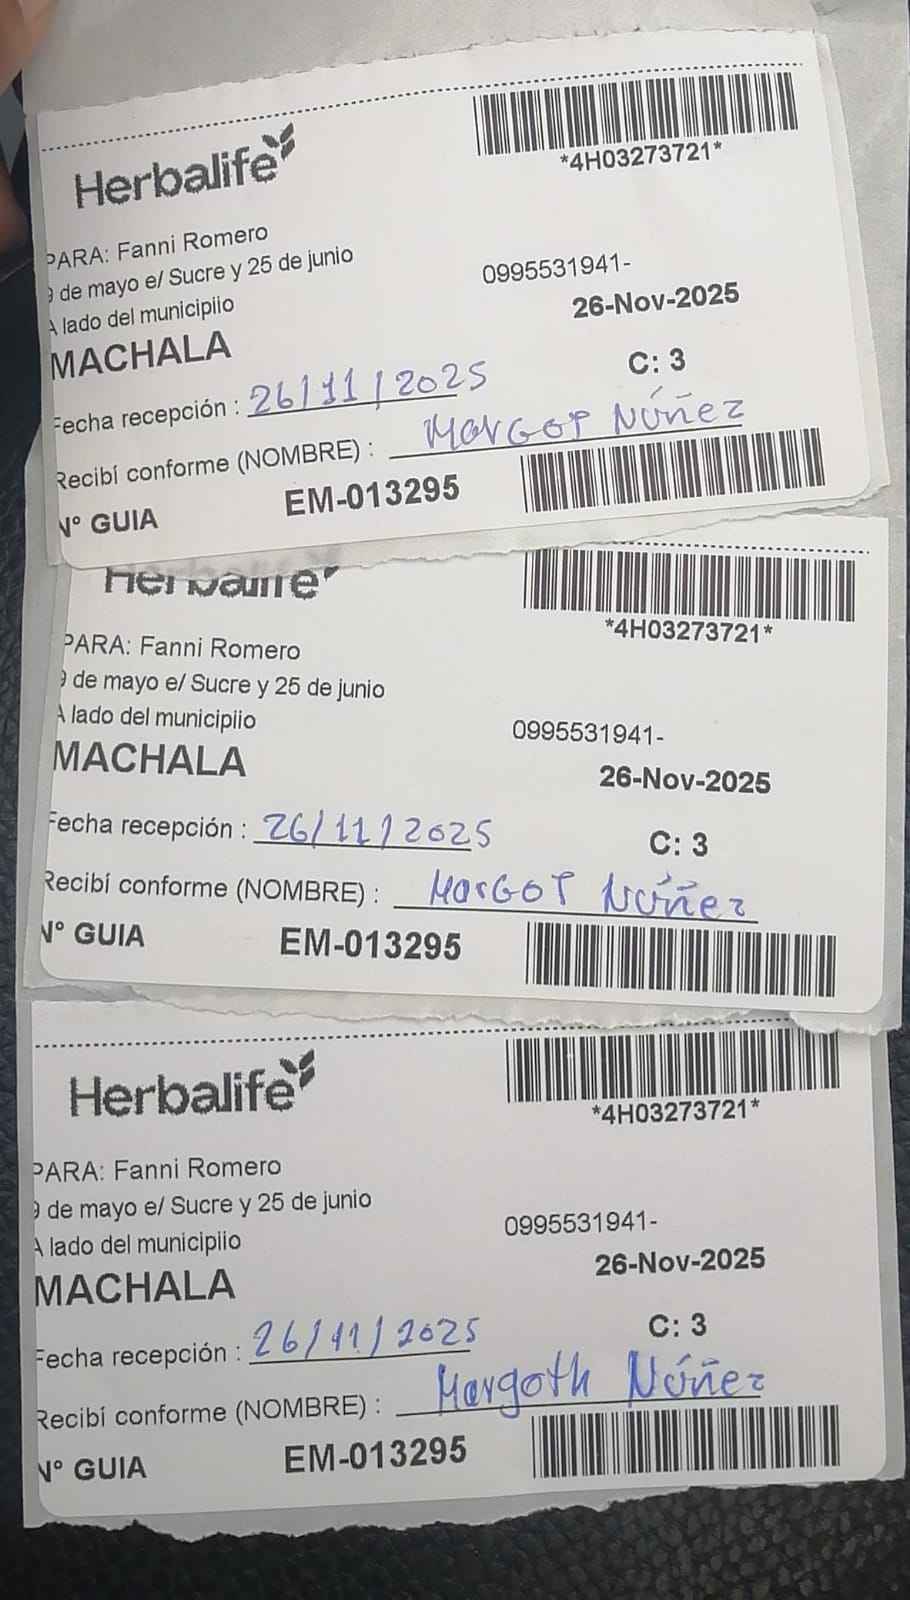 Herbalife
*4H03273721*
PARA: Fanni Romero
9 de mayo e/ Sucre y 25 de junio
0995531941-
A lado del municipiio
26-Nov-2025
MACHALA
C: 3
Fecha recepción : 26/11/2025
Recibí conforme (NOMBRE) : Margot Núñez
N° GUIA EM-013295
Herbalife
*4H03273721*
PARA: Fanni Romero
9 de mayo e/ Sucre y 25 de junio
A lado del municipiio
0995531941-
MACHALA
26-Nov-2025
Fecha recepción : 26/11/2025
C: 3
Recibí conforme (NOMBRE) : Margot Núñez
N° GUIA EM-013295
Herbalife
*4H03273721*
PARA: Fanni Romero
9 de mayo e/ Sucre y 25 de junio
0995531941-
A lado del municipiio
26-Nov-2025
MACHALA
C: 3
Fecha recepción : 26/11/2025
Recibí conforme (NOMBRE) : Margoth Núñez
N° GUIA EM-013295